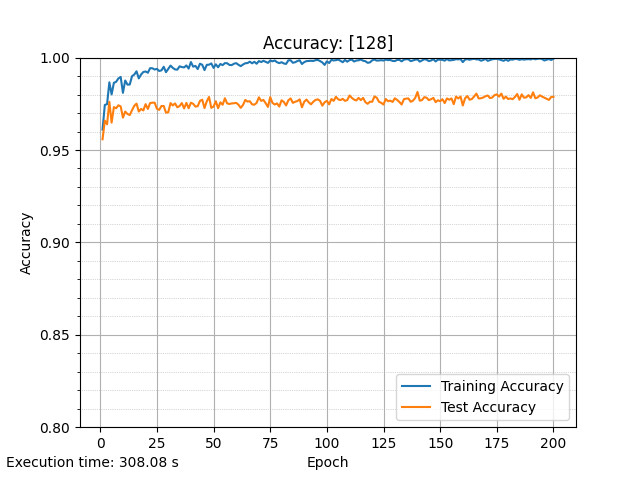 Accuracy: [128]
1.00
0.95
0.90
0.85
0.80
Accuracy
Training Accuracy
Test Accuracy
0 25 50 75 100 125 150 175 200
Execution time: 308.08 s
Epoch